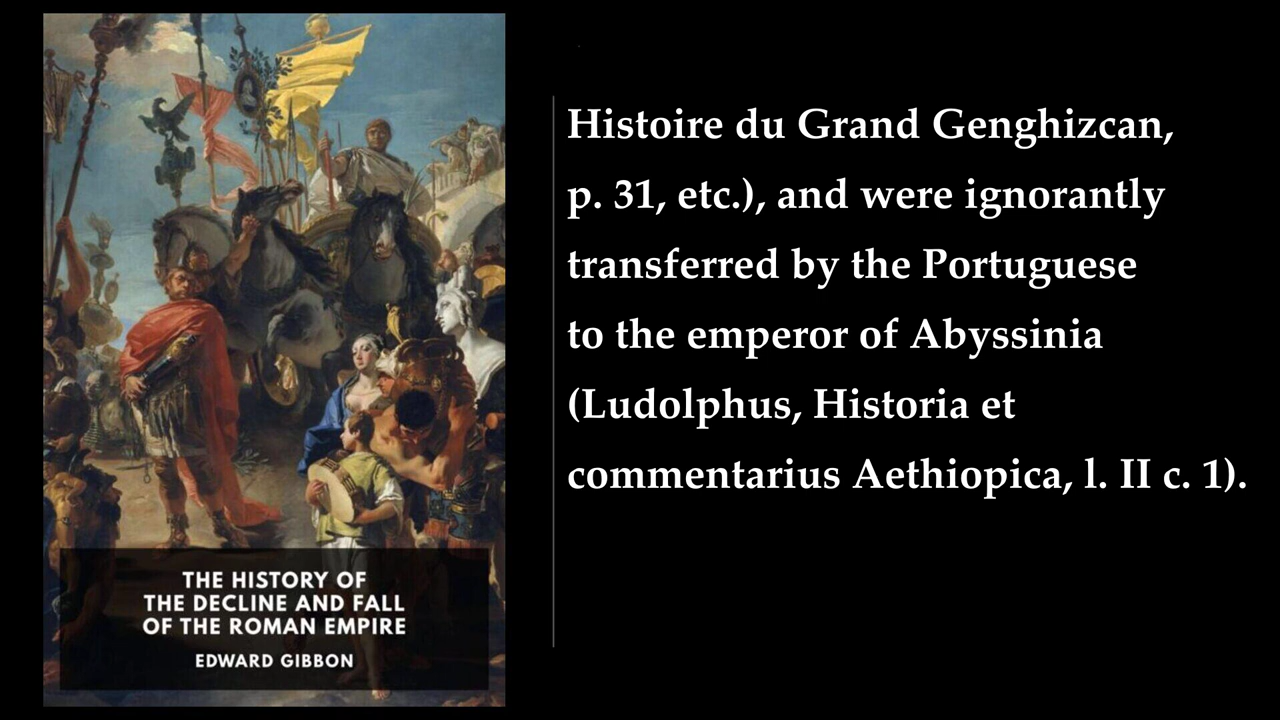 Histoire du Grand Genghizcan,
p. 31, etc.), and were ignorantly
transferred by the Portuguese
to the emperor of Abyssinia
(Ludolphus, Historia et
commentarius Aethiopica, l. II c. 1).
THE HISTORY OF
THE DECLINE AND FALL
OF THE ROMAN EMPIRE
EDWARD GIBBON